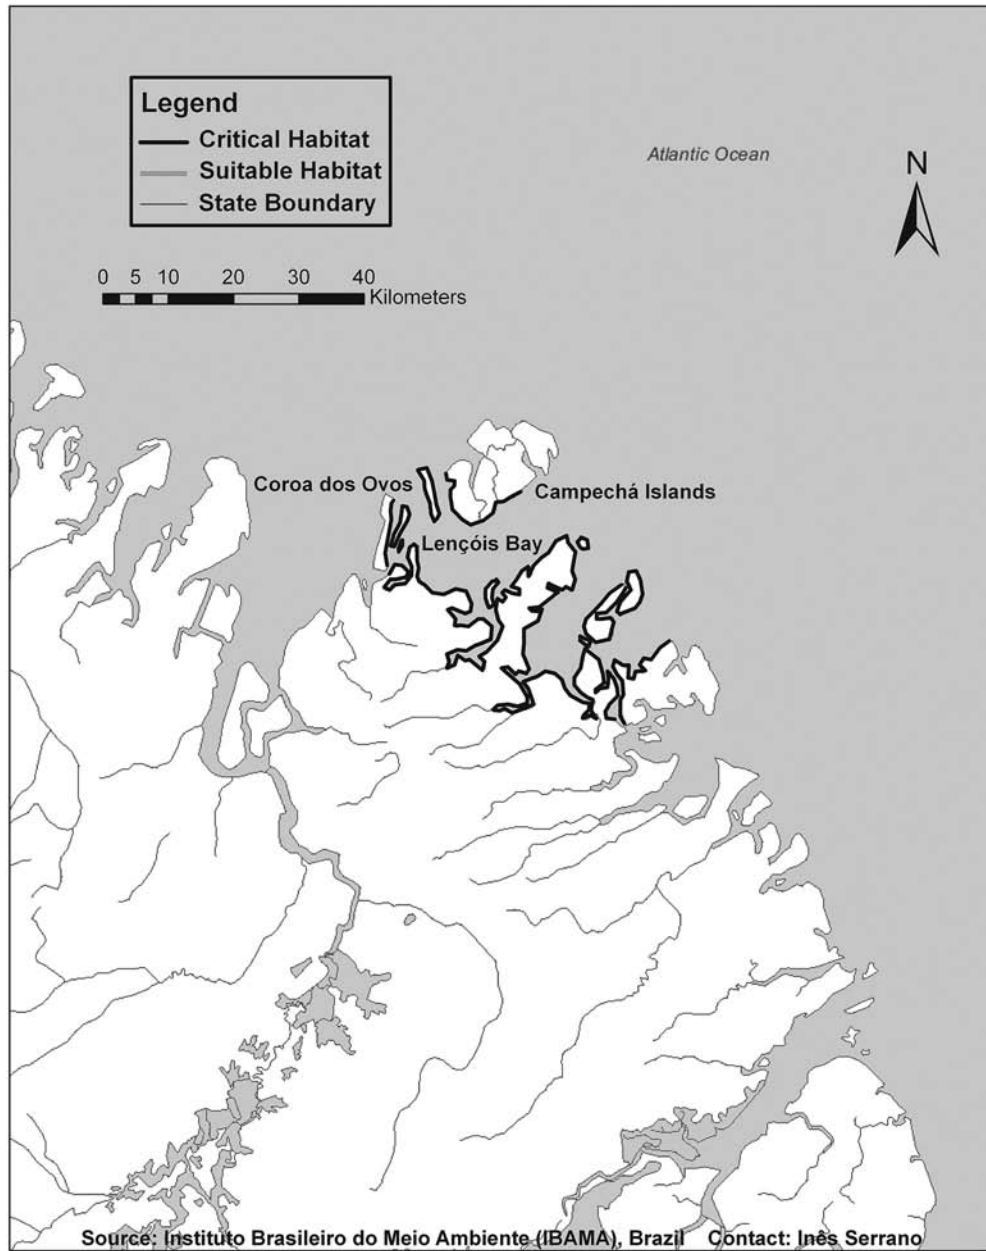 Legend
Critical Habitat
Suitable Habitat
State Boundary
Atlantic Ocean
N
0 5 10 20 30 40
Kilometers
Coroa dos Ovos
Campechá Islands
Lençóis Bay
Source: Instituto Brasileiro do Meio Ambiente (IBAMA), Brazil Contact: Inês Serrano